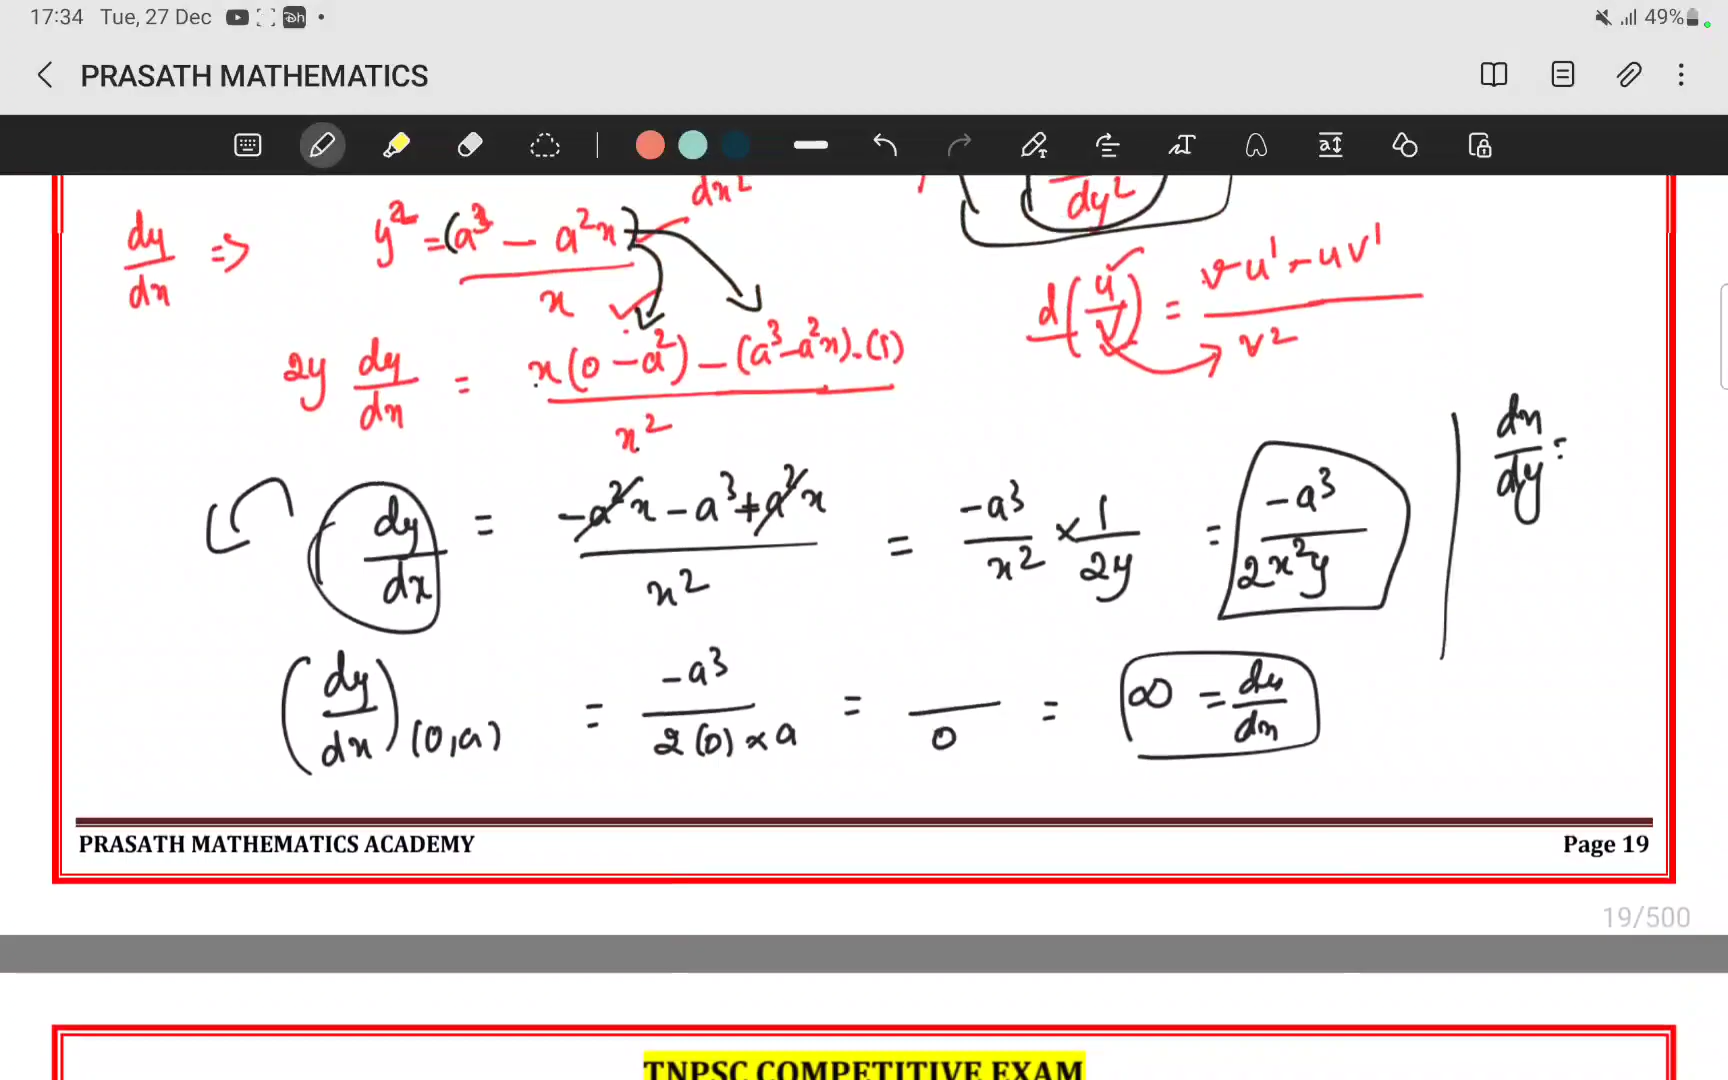 17:34 Tue, 27 Dec
49%
PRASATH MATHEMATICS
dx²
dy²
dy/dx ⇒ y² = (a³ − a²x)/x
d(u/v) = (vu' − uv')/v²
2y dy/dx = (x(0 − a²) − (a³ − a²x).(1))/x²
dy/dx = (−a²x − a³ + a²x)/x² = −a³/x² × 1/2y = −a³/2x²y
dx/dy =
(dy/dx)(0,a) = −a³/2(0)×a = /0 = ∞ = dy/dx
PRASATH MATHEMATICS ACADEMY Page 19
19/500
TNPSC COMPETITIVE EXAM